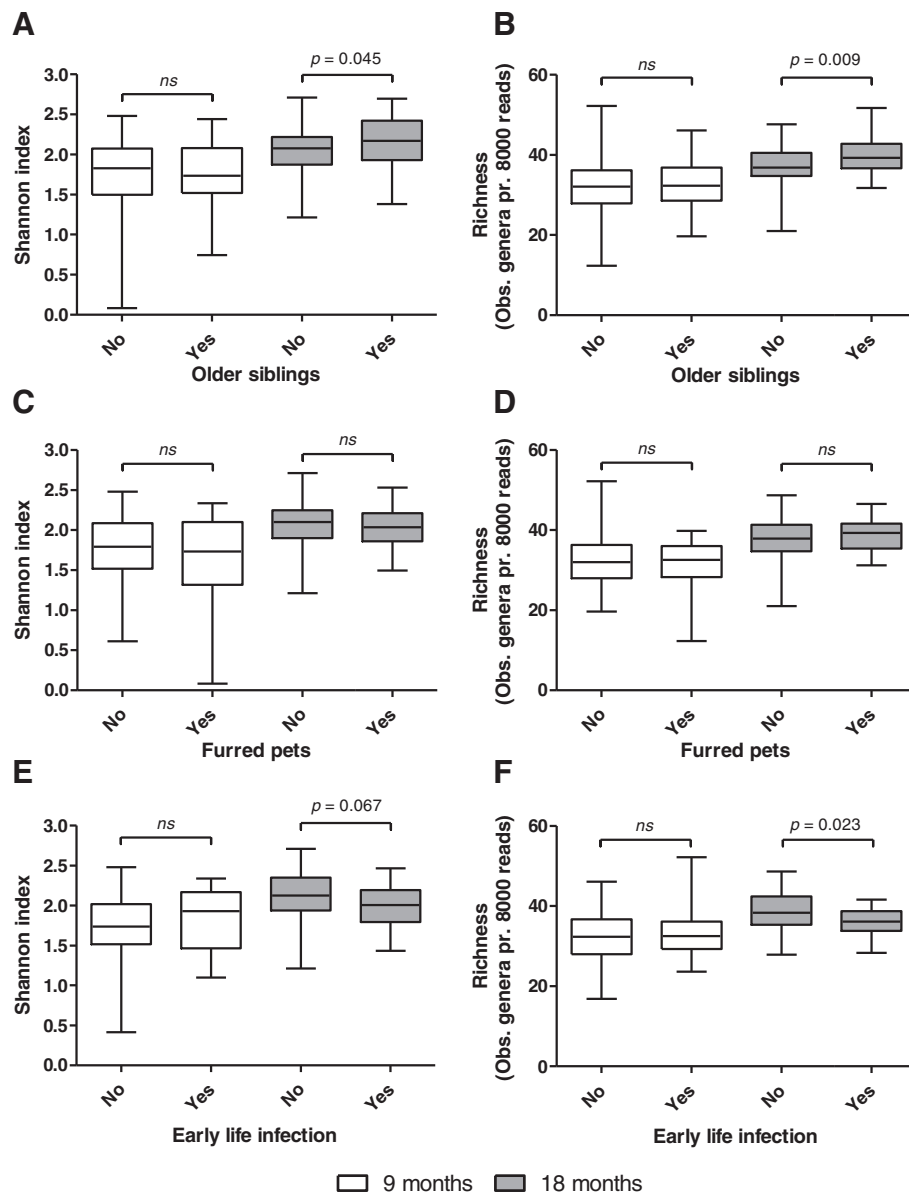 A
3.0
2.5
2.0
1.5
1.0
0.5
0.0
Shannon index
ns
p = 0.045
No
Yes
No
Yes
Older siblings
B
60
40
20
0
Richness
(Obs. genera pr. 8000 reads)
ns
p = 0.009
No
Yes
No
Yes
Older siblings
C
3.0
2.5
2.0
1.5
1.0
0.5
0.0
Shannon index
ns
ns
No
Yes
No
Yes
Furred pets
D
60
40
20
0
Richness
(Obs. genera pr. 8000 reads)
ns
ns
No
Yes
No
Yes
Furred pets
E
3.0
2.5
2.0
1.5
1.0
0.5
0.0
Shannon index
ns
p = 0.067
No
Yes
No
Yes
Early life infection
F
60
40
20
0
Richness
(Obs. genera pr. 8000 reads)
ns
p = 0.023
No
Yes
No
Yes
Early life infection
9 months
18 months